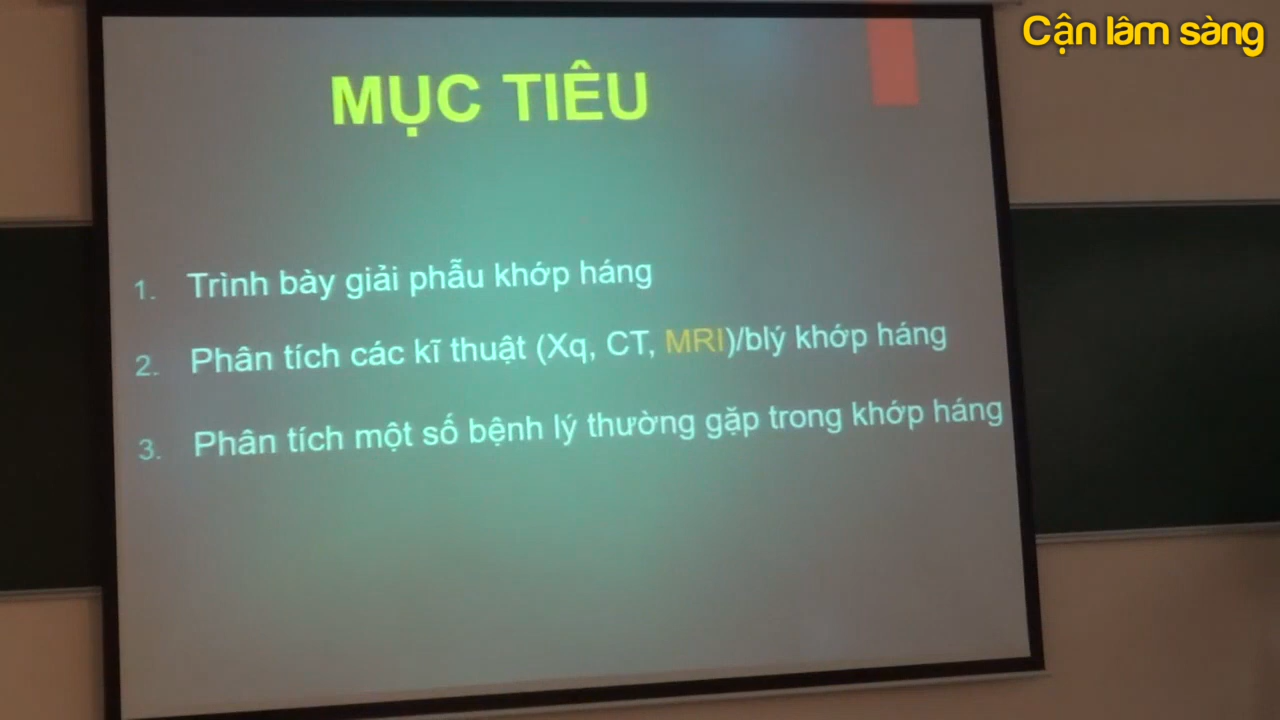 Cận lâm sàng
MỤC TIÊU
1. Trình bày giải phẫu khớp háng
2. Phân tích các kĩ thuật (Xq, CT, MRI)/blý khớp háng
3. Phân tích một số bệnh lý thường gặp trong khớp háng